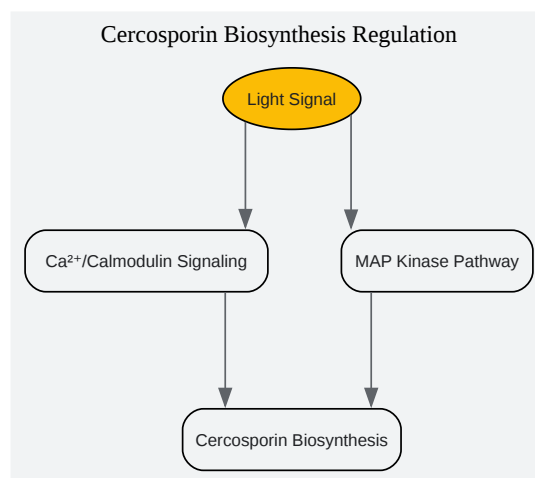 Cercosporin Biosynthesis Regulation
Light Signal
Ca²⁺/Calmodulin Signaling
MAP Kinase Pathway
Cercosporin Biosynthesis